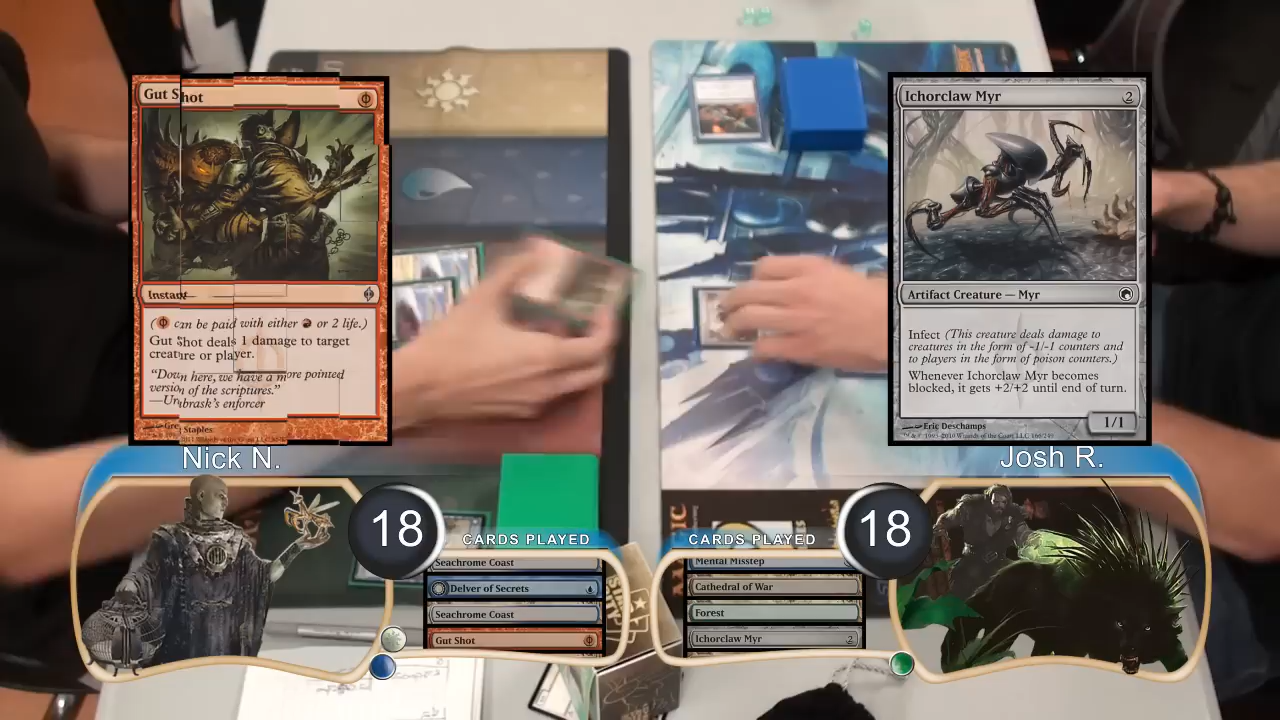 Gut Shot
Instant
(can be paid with either or 2 life.)
Gut Shot deals 1 damage to target
creature or player.
"Down here, we have a more pointed
version of the scriptures."
—Urabrask's enforcer
Staples
Ichorclaw Myr 2
Artifact Creature — Myr
Infect (This creature deals damage to
creatures in the form of -1/-1 counters and
to players in the form of poison counters.)
Whenever Ichorclaw Myr becomes
blocked, it gets +2/+2 until end of turn.
Eric Deschamps
1/1
Nick N.
Josh R.
18
18
CARDS PLAYED
Seachrome Coast
Delver of Secrets
Seachrome Coast
Gut Shot
CARDS PLAYED
Mental Misstep
Cathedral of War
Forest
Ichorclaw Myr 2